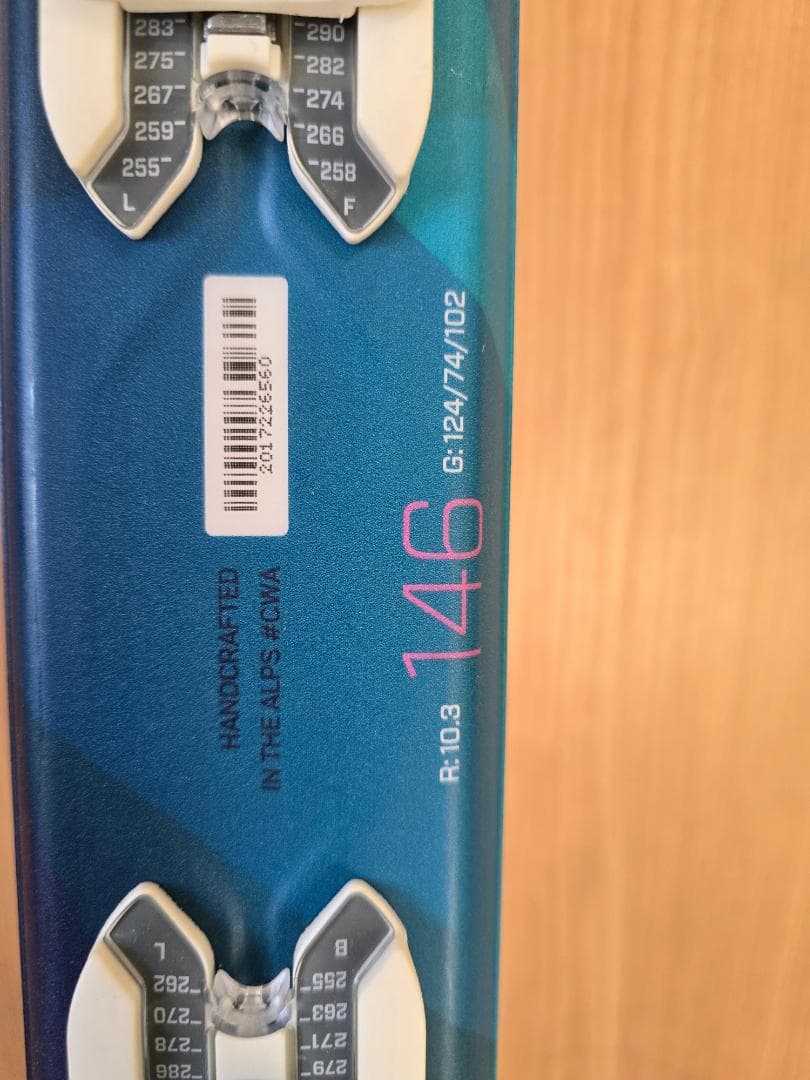 283 290
275 282
267 274
259 266
255 258
L F
2017226560
HANDCRAFTED
IN THE ALPS #CWA
R:10.3 146 G:124/74/102
L B
262 255
270 263
278 271
286 279